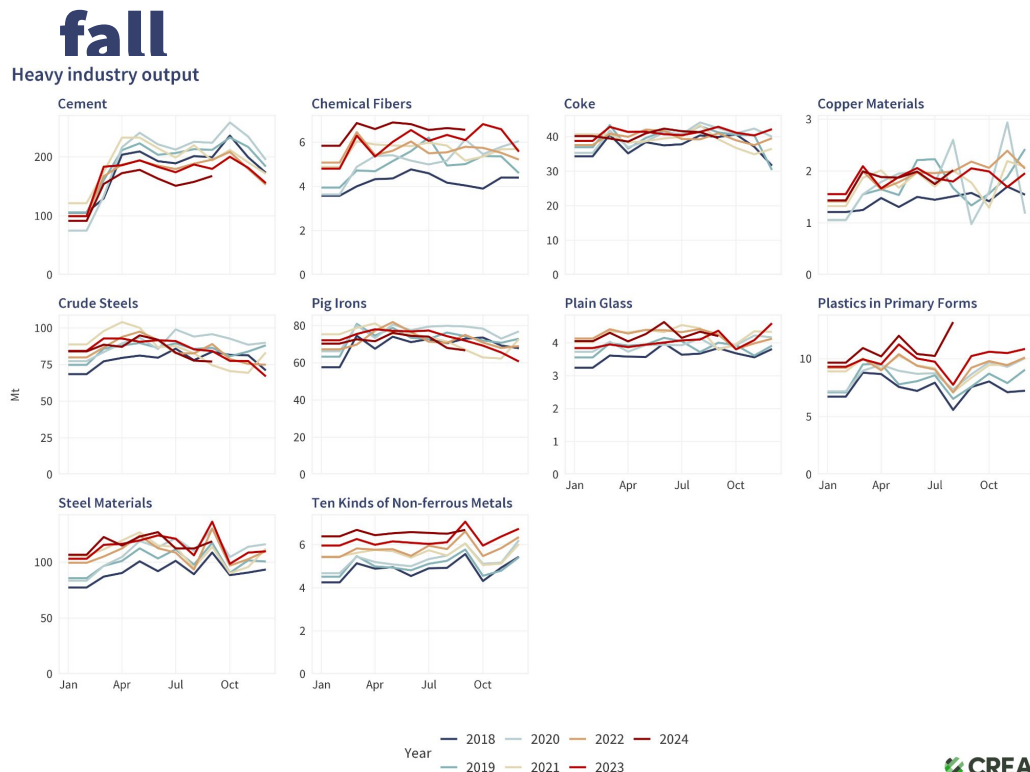 fall
Heavy industry output
Cement
Chemical Fibers
Coke
Copper Materials
200
100
0
6
4
2
0
40
30
20
10
0
3
2
1
0
Crude Steels
Pig Irons
Plain Glass
Plastics in Primary Forms
100
75
50
25
0
80
60
40
20
0
4
3
2
1
0
10
5
0
Mt
Jan Apr Jul Oct
Jan Apr Jul Oct
Steel Materials
Ten Kinds of Non-ferrous Metals
100
50
0
6
4
2
0
Jan Apr Jul Oct
Jan Apr Jul Oct
Year
2018 2020 2022 2024
2019 2021 2023
CREA